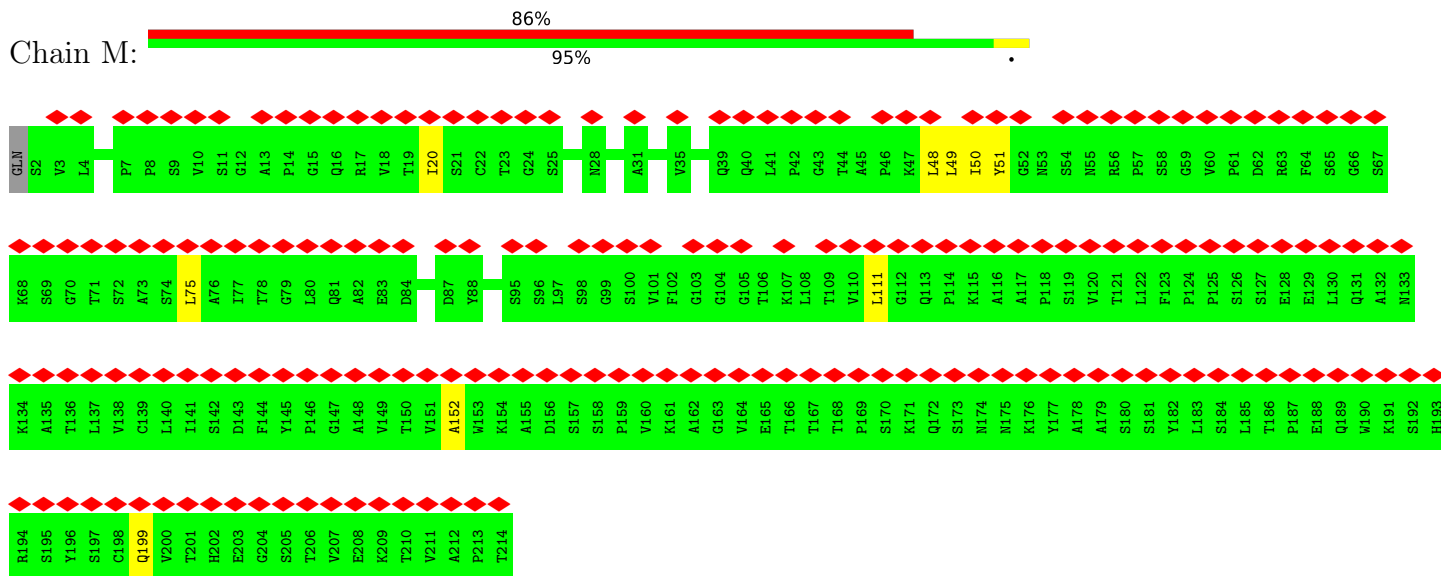 86%
Chain M:
95%
.
GLN S2 V3 L4 P7 P8 S9 V10 S11 G12 A13 P14 G15 Q16 R17 V18 T19 I20 S21 C22 T23 G24 S25 N28 A31 V35 Q39 Q40 L41 P42 G43 T44 A45 P46 K47 L48 L49 I50 Y51 G52 N53 S54 N55 R56 P57 S58 G59 V60 P61 D62 R63 F64 S65 G66 S67
K68 S69 G70 T71 S72 A73 S74 L75 A76 I77 T78 G79 L80 Q81 A82 E83 D84 D87 Y88 S95 S96 L97 S98 G99 S100 V101 F102 G103 G104 G105 T106 K107 L108 T109 V110 L111 G112 Q113 P114 K115 A116 A117 P118 S119 V120 T121 L122 F123 P124 P125 S126 S127 E128 E129 L130 Q131 A132 N133
K134 A135 T136 L137 V138 C139 L140 I141 S142 D143 F144 Y145 P146 G147 A148 V149 T150 V151 A152 W153 K154 A155 D156 S157 S158 P159 V160 K161 A162 G163 V164 E165 T166 T167 T168 P169 S170 K171 Q172 S173 N174 N175 K176 Y177 A178 A179 S180 S181 Y182 L183 S184 L185 T186 P187 E188 Q189 W190 K191 S192 H193
R194 S195 Y196 S197 C198 Q199 V200 T201 H202 E203 G204 S205 T206 V207 E208 K209 T210 V211 A212 P213 T214